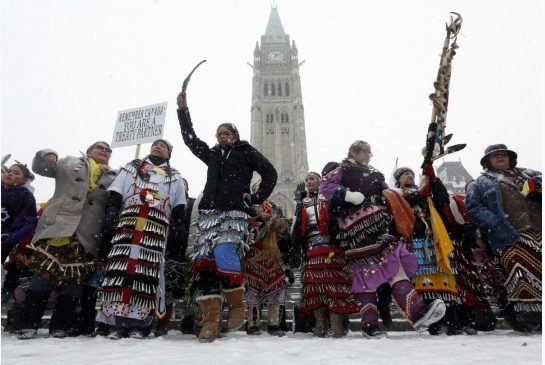 REMEMBER CANADA:
YOU ARE A
TREATY PARTNER